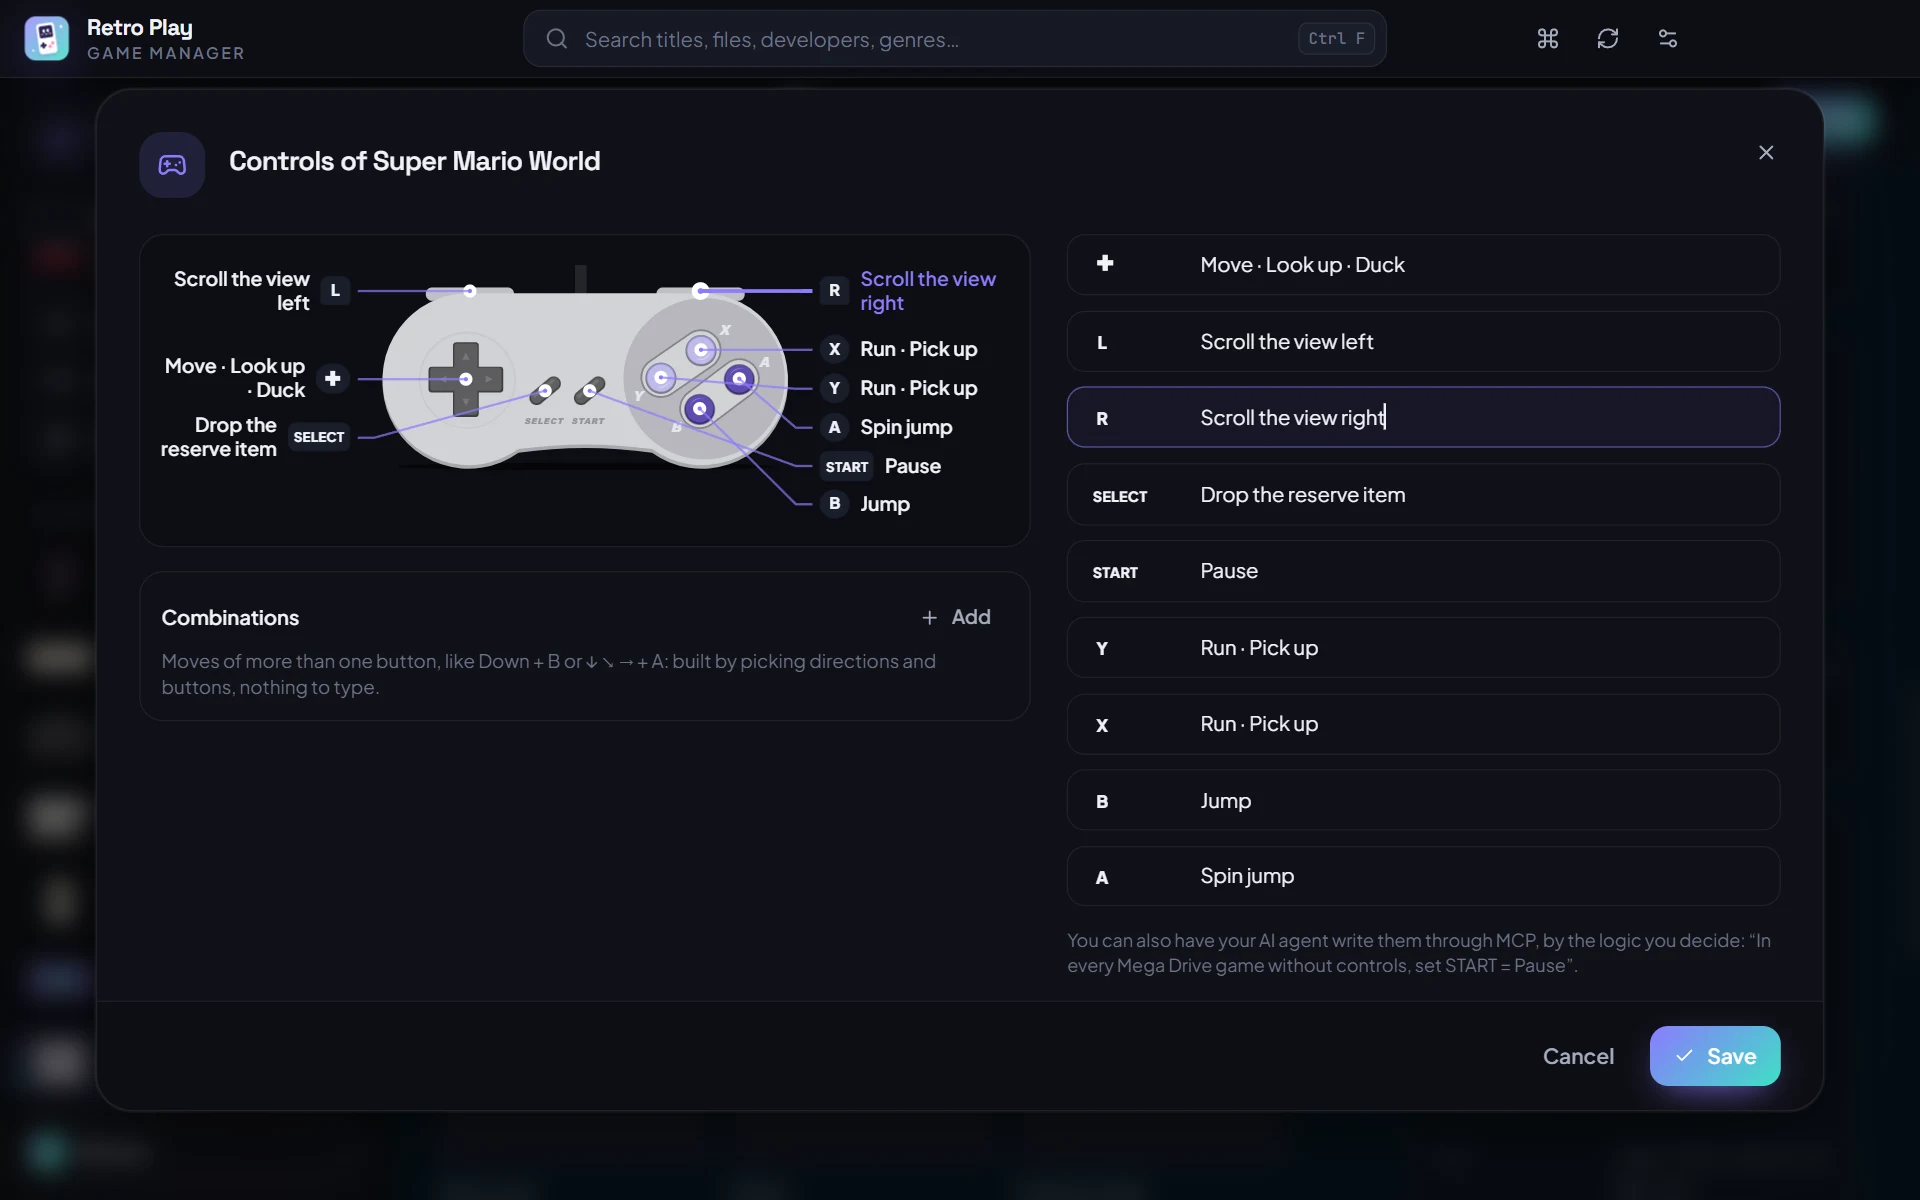 Retro Play
GAME MANAGER
Search titles, files, developers, genres...
Ctrl F
Controls of Super Mario World
Scroll the view
left
L
Move · Look up
· Duck
Drop the
reserve item
SELECT
SELECT START
X
A
Y
B
R
Scroll the view
right
X Run · Pick up
Y Run · Pick up
A Spin jump
START Pause
B Jump
Combinations
+ Add
Moves of more than one button, like Down + B or ↓ ↘ → + A: built by picking directions and
buttons, nothing to type.
Move · Look up · Duck
L Scroll the view left
R Scroll the view right
SELECT Drop the reserve item
START Pause
Y Run · Pick up
X Run · Pick up
B Jump
A Spin jump
You can also have your AI agent write them through MCP, by the logic you decide: “In
every Mega Drive game without controls, set START = Pause”.
Cancel
Save